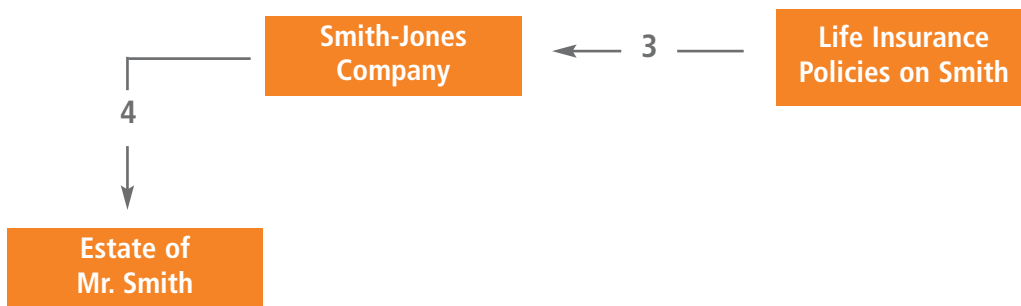 Smith-Jones
Company
3
Life Insurance
Policies on Smith
4
Estate of
Mr. Smith